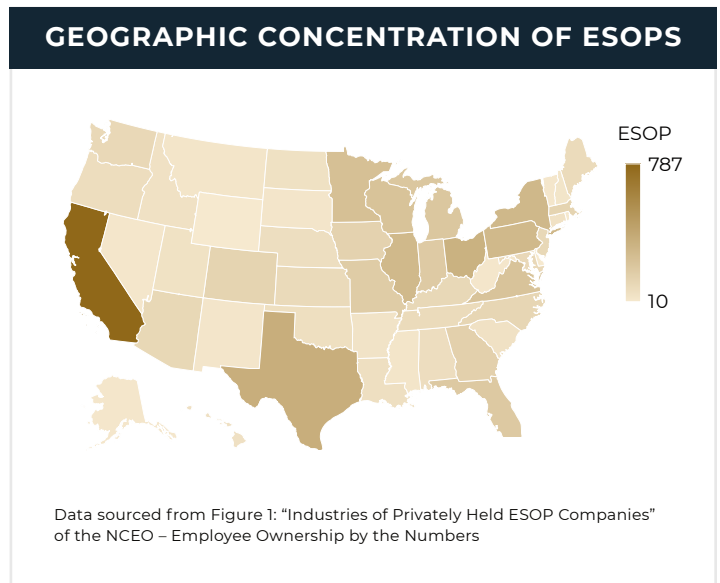 GEOGRAPHIC CONCENTRATION OF ESOPS
ESOP
787
10
Data sourced from Figure 1: “Industries of Privately Held ESOP Companies”
of the NCEO – Employee Ownership by the Numbers